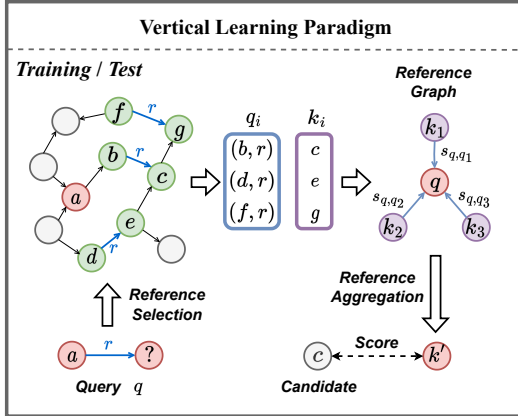 Vertical Learning Paradigm
Training / Test
f
r
g
b
r
c
a
e
d
r
Reference
Selection
a
r
?
Query q
q_i
k_i
(b, r)
c
(d, r)
e
(f, r)
g
Reference
Graph
k_1
s_{q,q_1}
q
s_{q,q_2}
s_{q,q_3}
k_2
k_3
Reference
Aggregation
c
Score
k'
Candidate